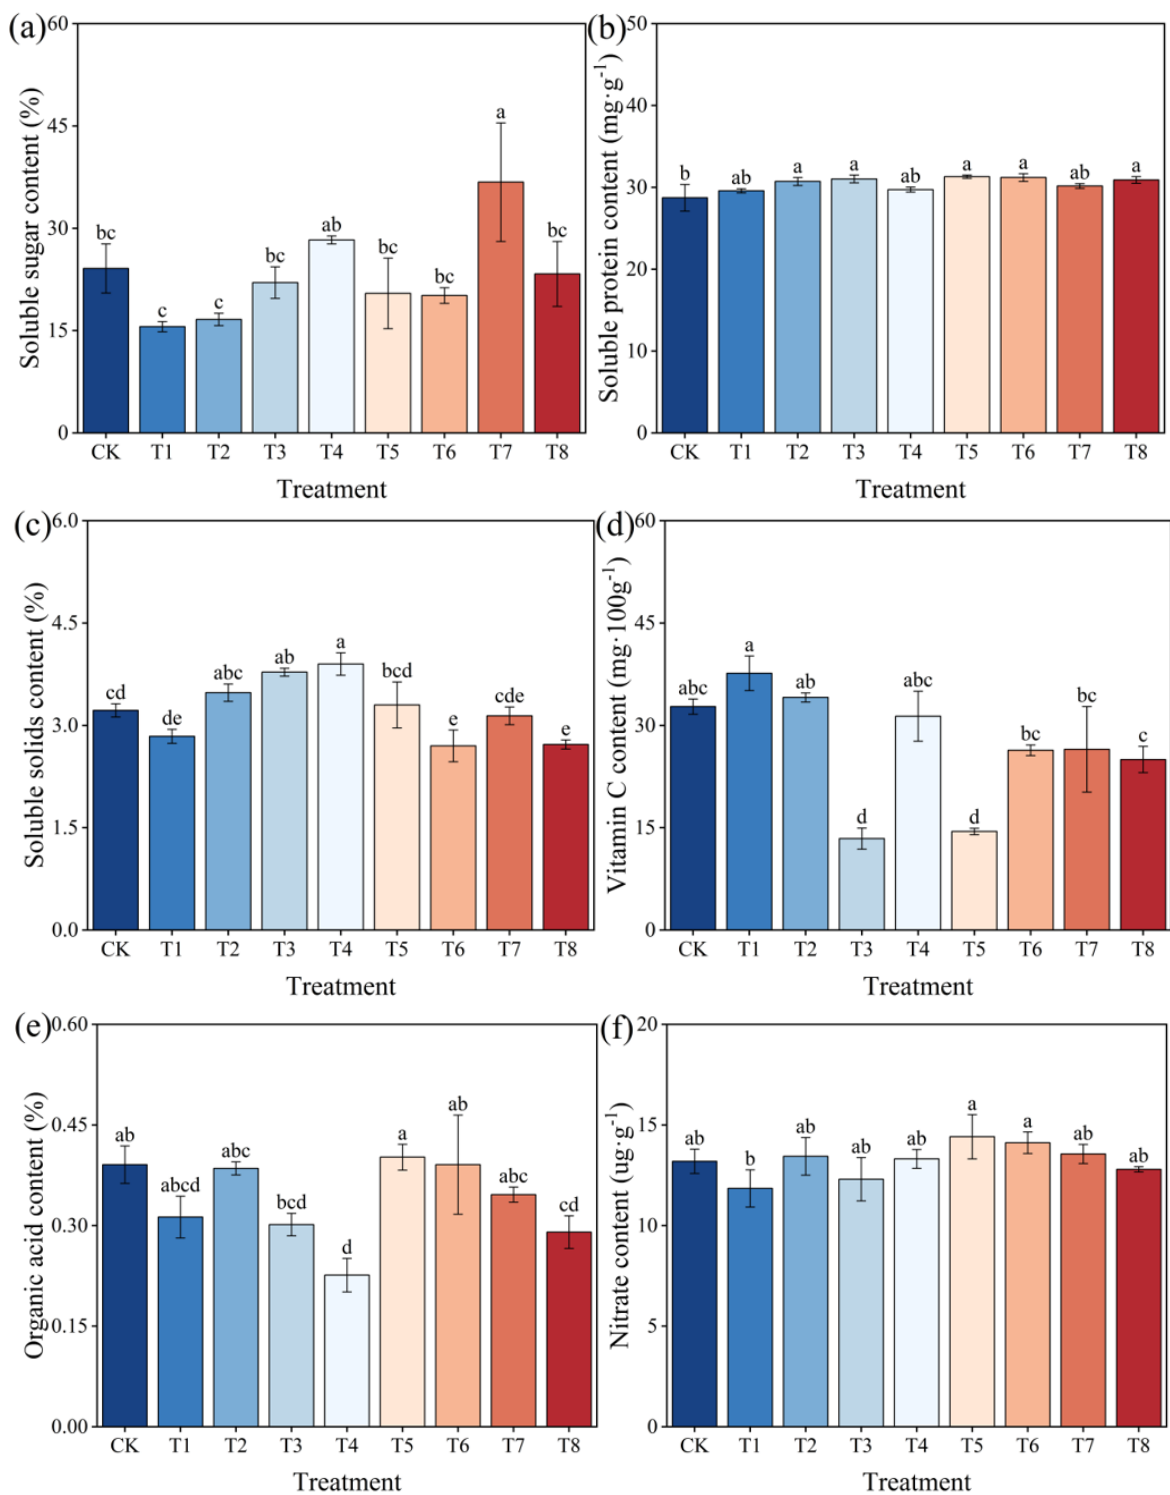 (a)
Soluble sugar content (%)
60
45
30
15
0
bc
c
c
bc
ab
bc
bc
a
bc
CK T1 T2 T3 T4 T5 T6 T7 T8
Treatment
(b)
Soluble protein content (mg·g⁻¹)
50
40
30
20
10
0
b
ab
a
a
ab
a
a
ab
a
CK T1 T2 T3 T4 T5 T6 T7 T8
Treatment
(c)
Soluble solids content (%)
6.0
4.5
3.0
1.5
0.0
cd
de
abc
ab
a
bcd
e
cde
e
CK T1 T2 T3 T4 T5 T6 T7 T8
Treatment
(d)
Vitamin C content (mg·100g⁻¹)
60
45
30
15
0
abc
a
ab
d
abc
d
bc
bc
c
CK T1 T2 T3 T4 T5 T6 T7 T8
Treatment
(e)
Organic acid content (%)
0.60
0.45
0.30
0.15
0.00
ab
abcd
abc
bcd
d
a
ab
abc
cd
CK T1 T2 T3 T4 T5 T6 T7 T8
Treatment
(f)
Nitrate content (ug·g⁻¹)
20
15
10
5
0
ab
b
ab
ab
ab
a
a
ab
ab
CK T1 T2 T3 T4 T5 T6 T7 T8
Treatment